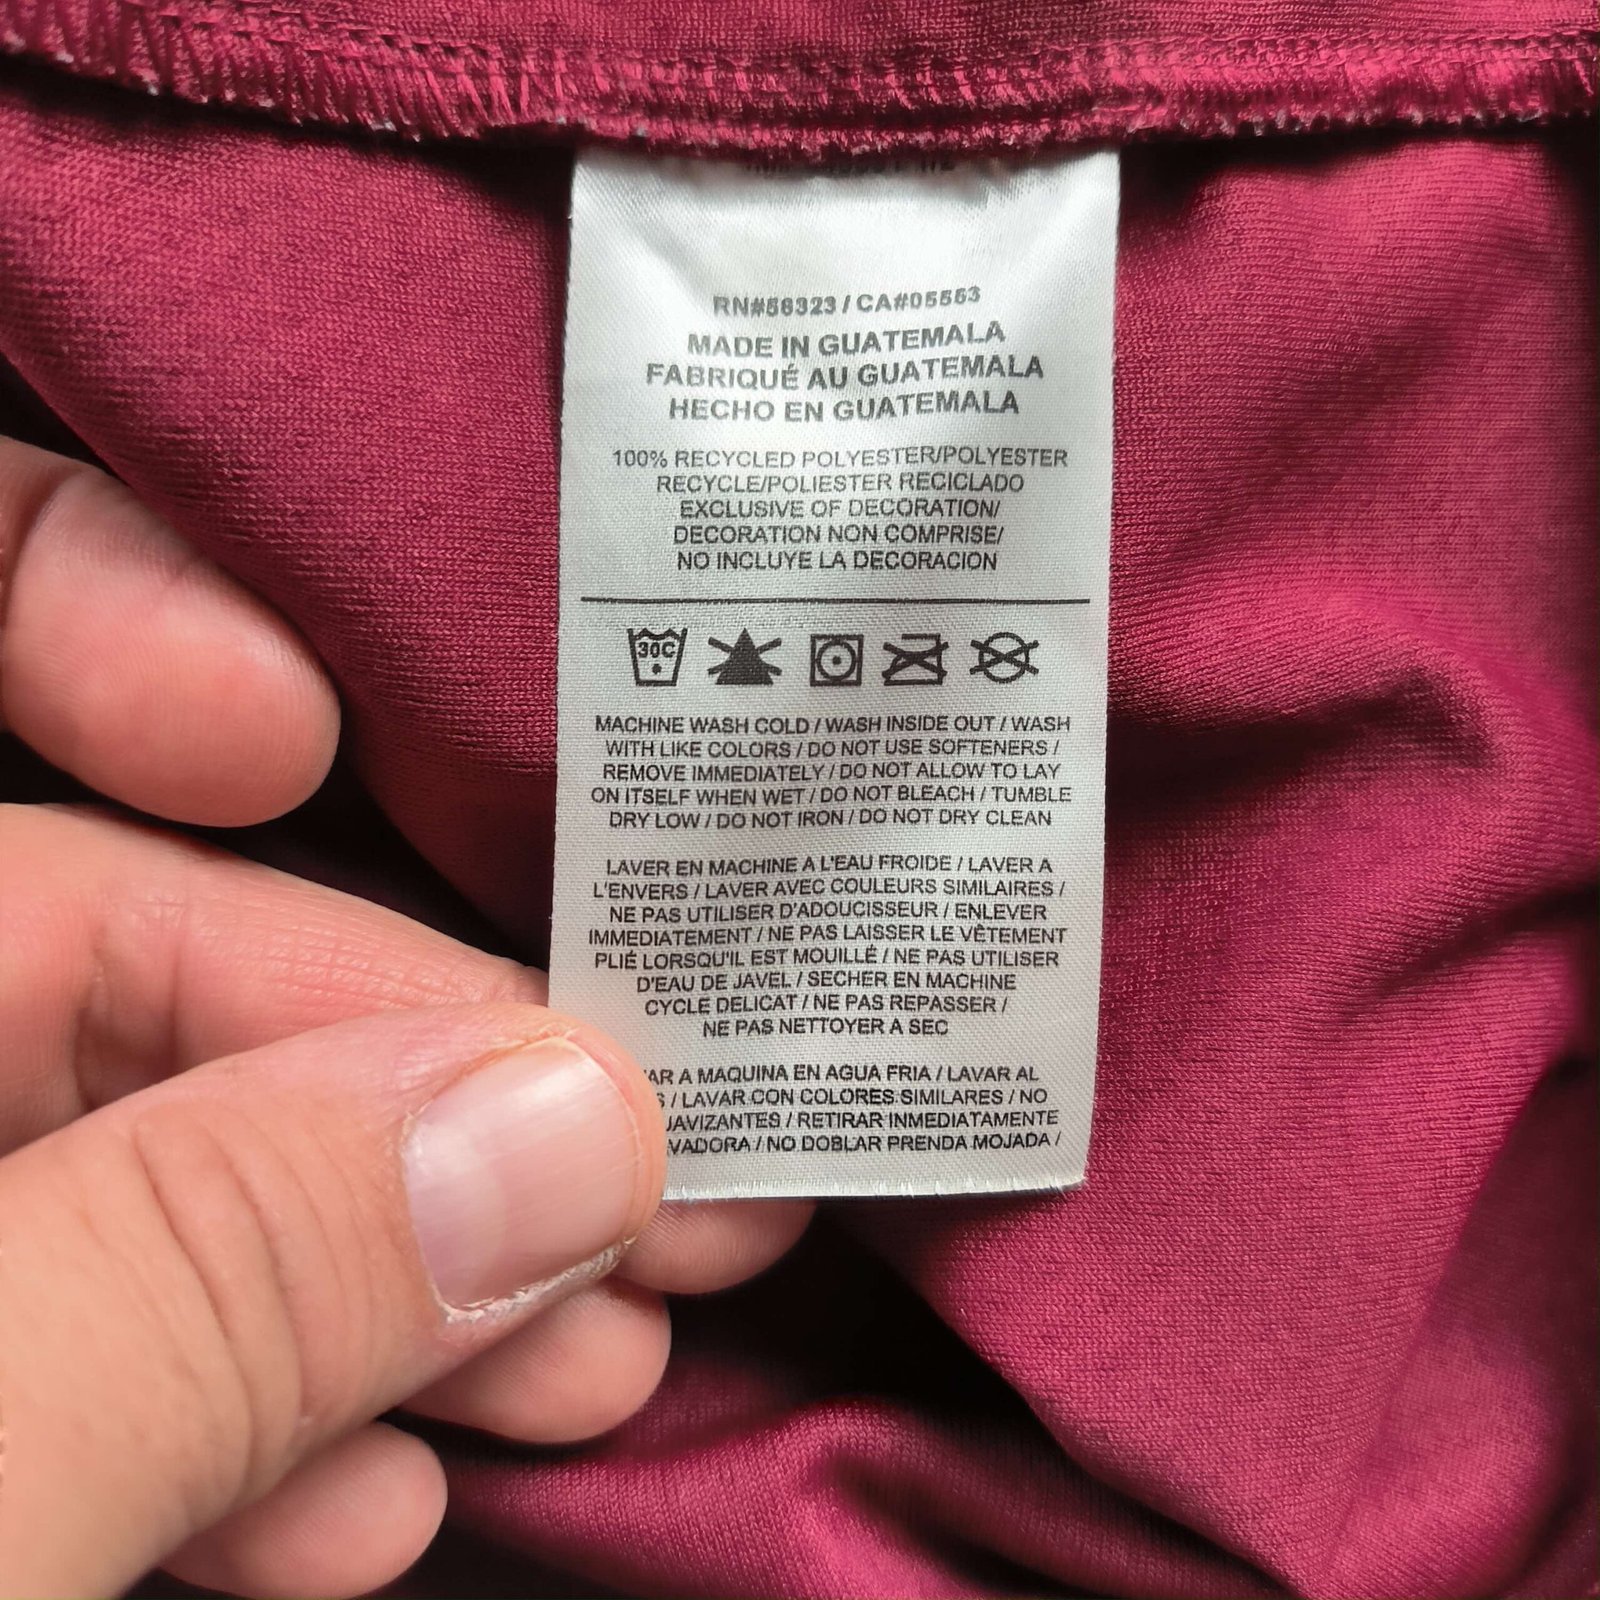 RN#56323 / CA#05553
MADE IN GUATEMALA
FABRIQUÉ AU GUATEMALA
HECHO EN GUATEMALA
100% RECYCLED POLYESTER/POLYESTER
RECYCLE/POLIESTER RECICLADO
EXCLUSIVE OF DECORATION/
DECORATION NON COMPRISE/
NO INCLUYE LA DECORACION
30C
MACHINE WASH COLD / WASH INSIDE OUT / WASH
WITH LIKE COLORS / DO NOT USE SOFTENERS /
REMOVE IMMEDIATELY / DO NOT ALLOW TO LAY
ON ITSELF WHEN WET / DO NOT BLEACH / TUMBLE
DRY LOW / DO NOT IRON / DO NOT DRY CLEAN
LAVER EN MACHINE A L'EAU FROIDE / LAVER A
L'ENVERS / LAVER AVEC COULEURS SIMILAIRES /
NE PAS UTILISER D'ADOUCISSEUR / ENLEVER
IMMEDIATEMENT / NE PAS LAISSER LE VÊTEMENT
PLIÉ LORSQU'IL EST MOUILLÉ / NE PAS UTILISER
D'EAU DE JAVEL / SECHER EN MACHINE
CYCLE DELICAT / NE PAS REPASSER /
NE PAS NETTOYER A SEC
AR A MAQUINA EN AGUA FRIA / LAVAR AL
S / LAVAR CON COLORES SIMILARES / NO
UAVIZANTES / RETIRAR INMEDIATAMENTE
VADORA / NO DOBLAR PRENDA MOJADA /